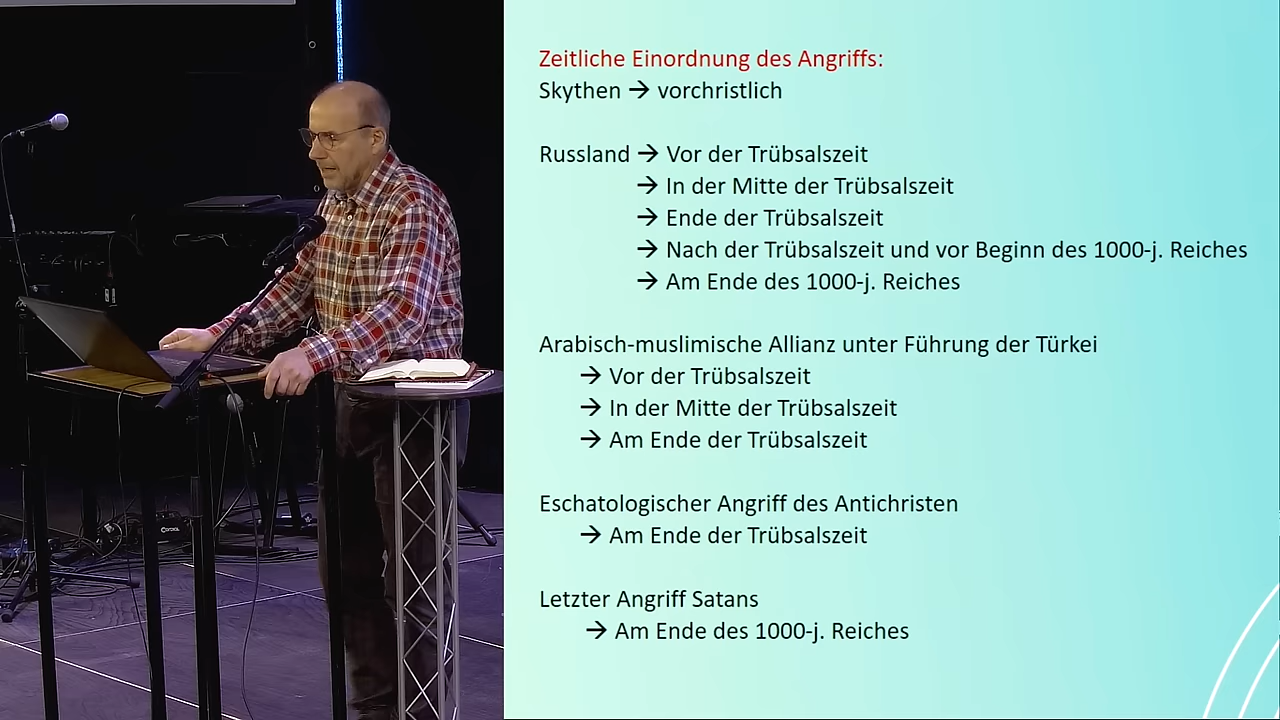 Zeitliche Einordnung des Angriffs:
Skythen → vorchristlich
Russland → Vor der Trübsalszeit
→ In der Mitte der Trübsalszeit
→ Ende der Trübsalszeit
→ Nach der Trübsalszeit und vor Beginn des 1000-j. Reiches
→ Am Ende des 1000-j. Reiches
Arabisch-muslimische Allianz unter Führung der Türkei
→ Vor der Trübsalszeit
→ In der Mitte der Trübsalszeit
→ Am Ende der Trübsalszeit
Eschatologischer Angriff des Antichristen
→ Am Ende der Trübsalszeit
Letzter Angriff Satans
→ Am Ende des 1000-j. Reiches